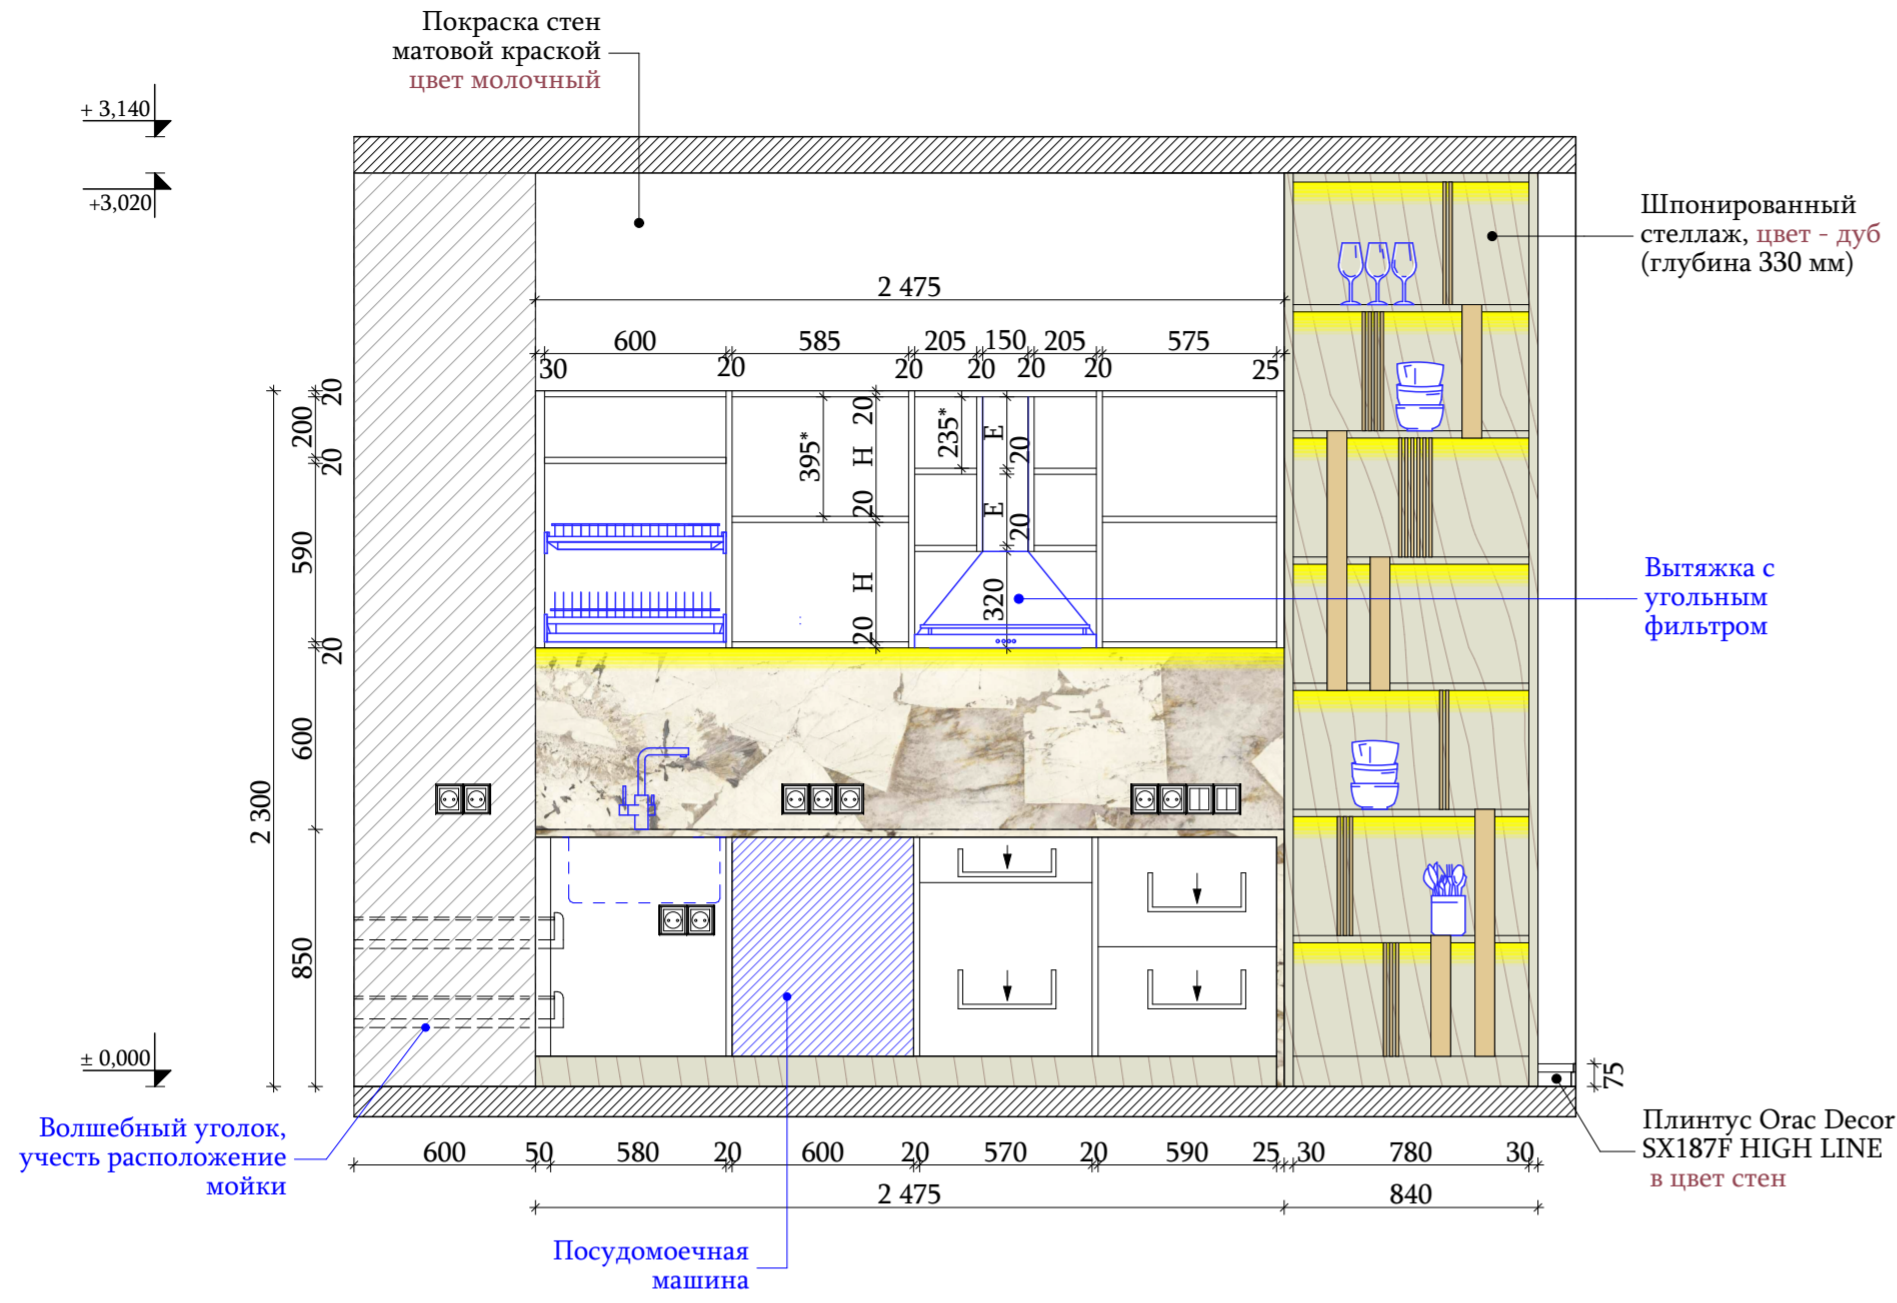 Покраска стен
матовой краской
цвет молочный
+ 3,140
+3,020
Шпонированный
стеллаж, цвет - дуб
(глубина 330 мм)
2 475
600 585 205 150 205 575
30 20 20 20 20 20 25
20
200
20
590
20
600
2 300
850
395*
20
H
20
H
20
235*
E
20
E
20
320
Вытяжка с
угольным
фильтром
± 0,000
75
Волшебный уголок,
учесть расположение
мойки
Плинтус Orac Decor
SX187F HIGH LINE
в цвет стен
600 50 580 20 600 20 570 20 590 25 30 780 30
2 475 840
Посудомоечная
машина